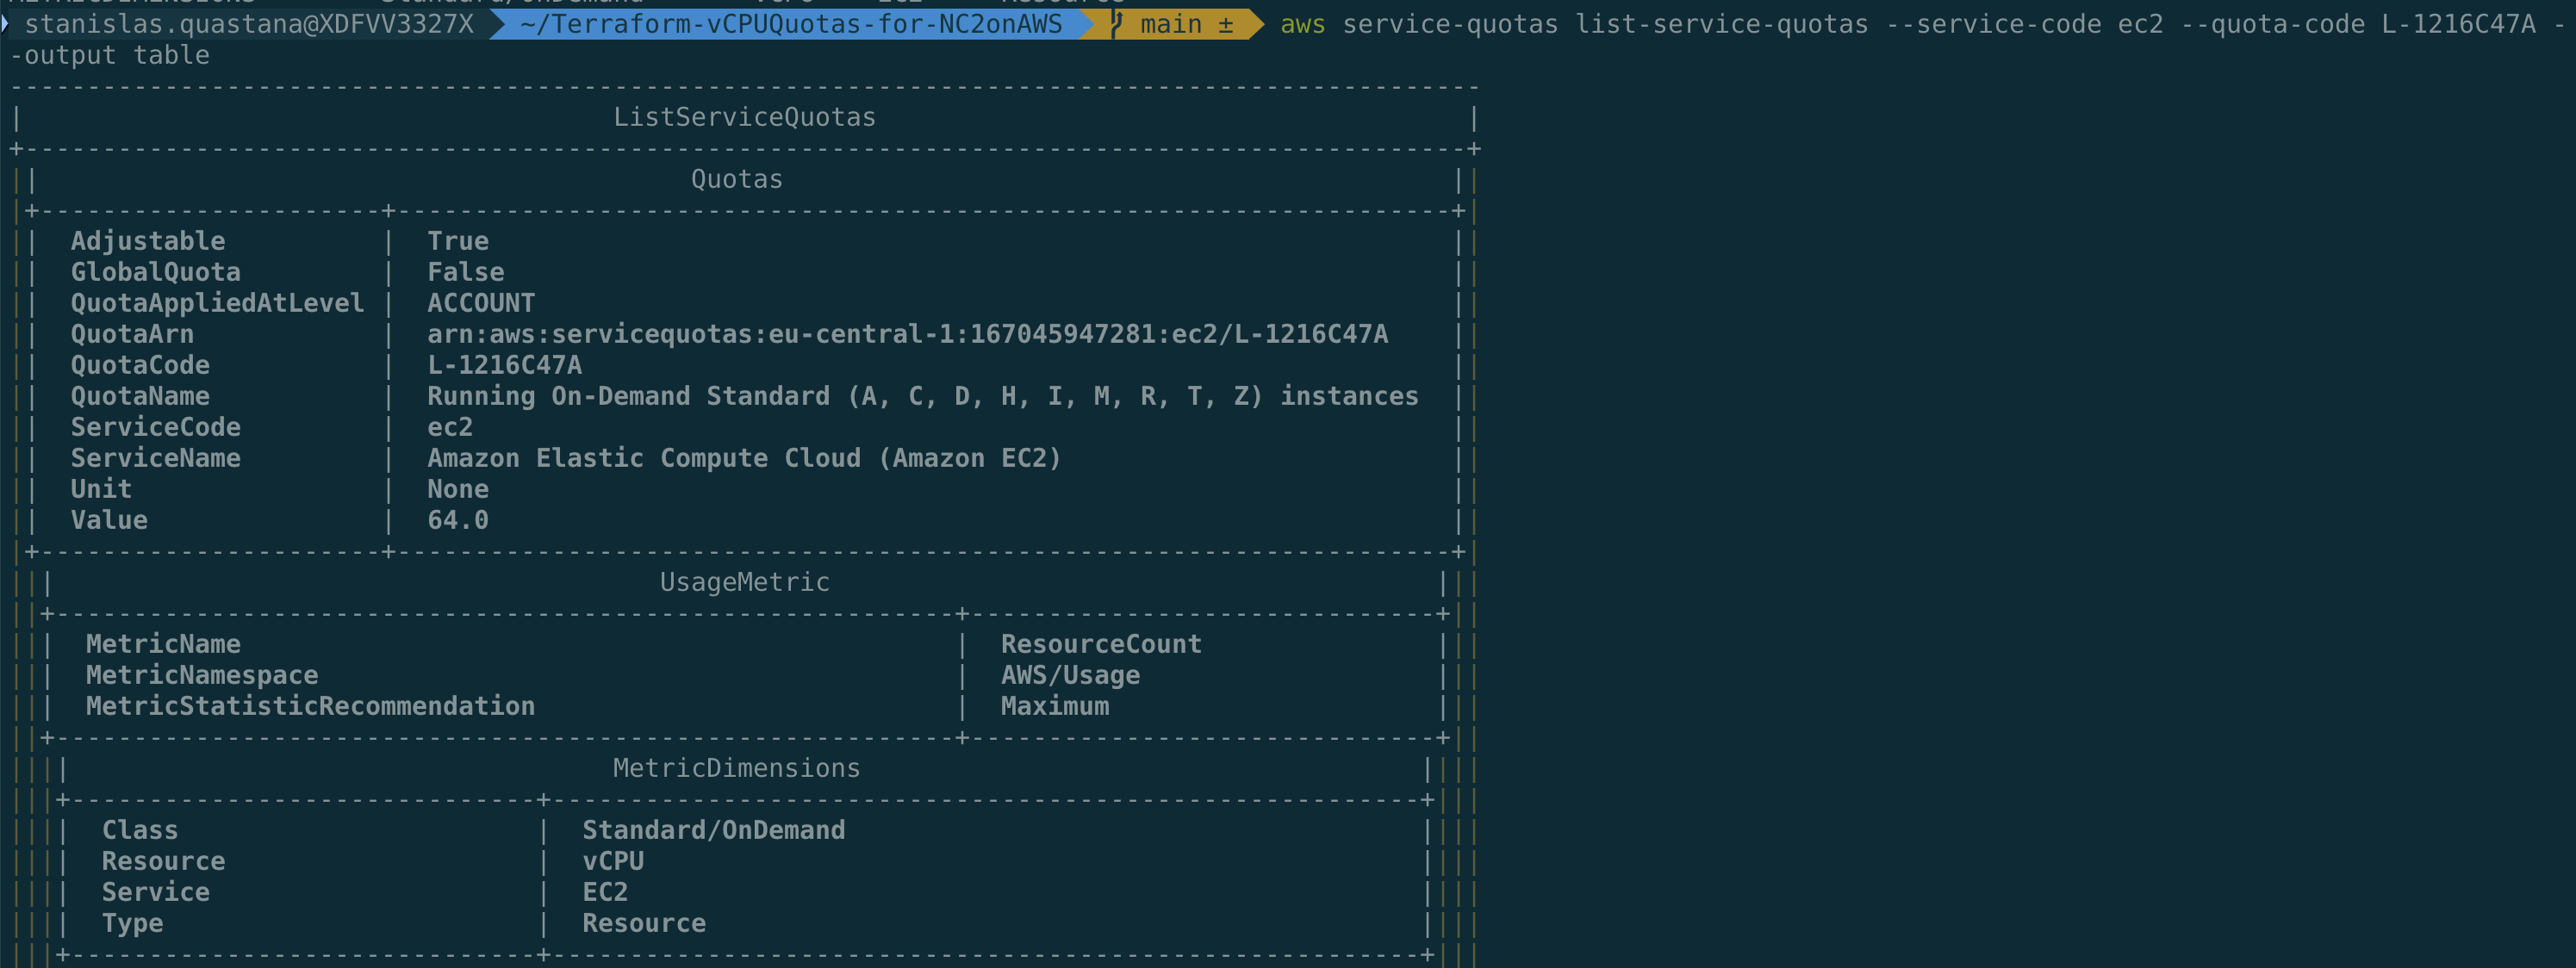 stanislas.quastana@XDFVV3327X ~/Terraform-vCPUQuotas-for-NC2onAWS main ± aws service-quotas list-service-quotas --service-code ec2 --quota-code L-1216C47A -
-output table
ListServiceQuotas
Quotas
Adjustable | True
GlobalQuota | False
QuotaAppliedAtLevel | ACCOUNT
QuotaArn | arn:aws:servicequotas:eu-central-1:167045947281:ec2/L-1216C47A
QuotaCode | L-1216C47A
QuotaName | Running On-Demand Standard (A, C, D, H, I, M, R, T, Z) instances
ServiceCode | ec2
ServiceName | Amazon Elastic Compute Cloud (Amazon EC2)
Unit | None
Value | 64.0
UsageMetric
MetricName | ResourceCount
MetricNamespace | AWS/Usage
MetricStatisticRecommendation | Maximum
MetricDimensions
Class | Standard/OnDemand
Resource | vCPU
Service | EC2
Type | Resource